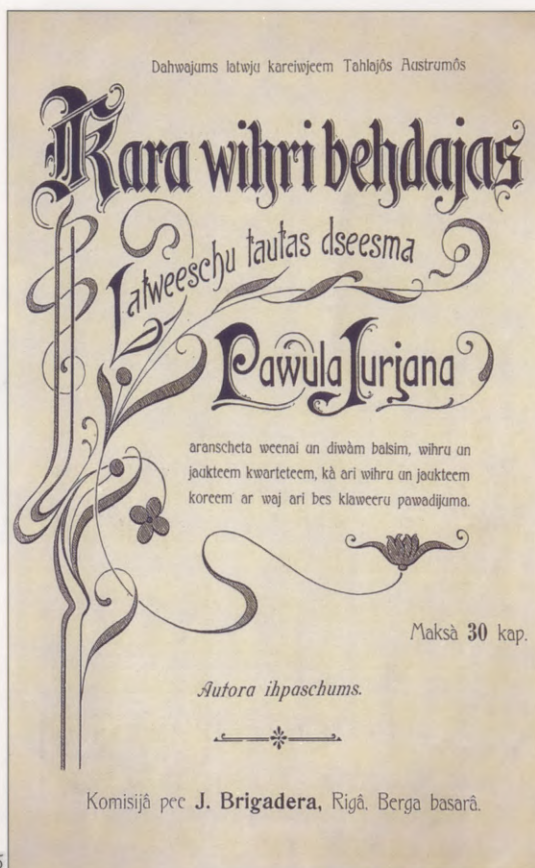 Dahwajums latwju kareiwjeem Tahlajôs Austrumôs
Kara wihri behdajas
Latweeschu tautas dseesma
Pawula Jurjana
aranscheta weenai un diwàm balsim, wihru un
jaukteem kwarteteem, kà ari wihru un jaukteem
koreem ar waj ari bes klaweeru pawadijuma.
Maksà 30 kap.
Autora ihpaschums.
Komisijâ pee J. Brigadera, Rigâ, Berga basarâ.